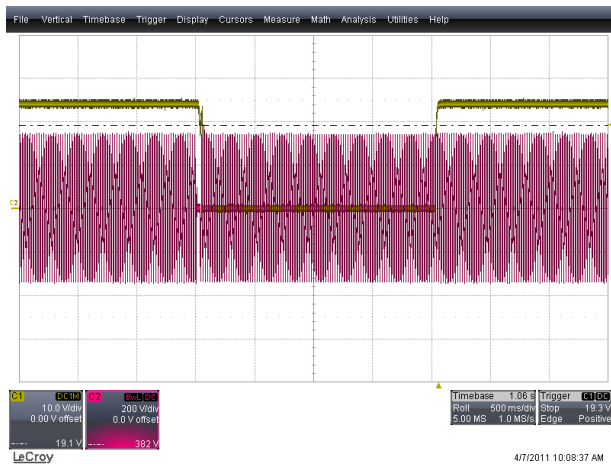 File Vertical Timebase Trigger Display Cursors Measure Math Analysis Utilities Help
C2
C1 DC1M
10.0 V/div
0.00 V offset
19.1 V
C2 BwL DC
200 V/div
0.0 V offset
382 V
Timebase 1.06 s
Roll 500 ms/div
5.00 MS 1.0 MS/s
Trigger C1 DC
Stop 19.3 V
Edge Positive
LeCroy
4/7/2011 10:08:37 AM